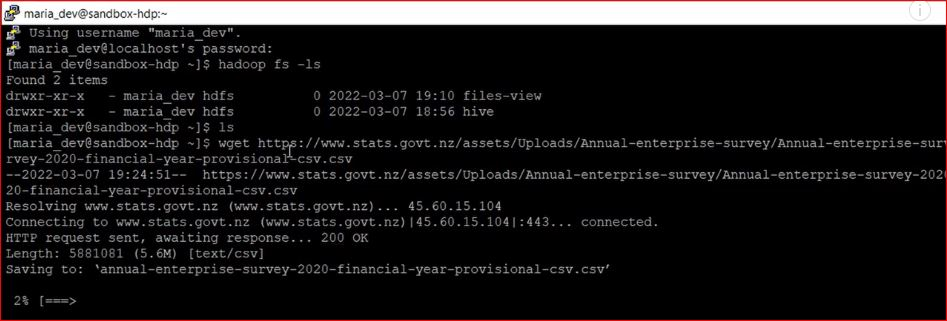 maria_dev@sandbox-hdp:~
Using username "maria_dev".
maria_dev@localhost's password:
[maria_dev@sandbox-hdp ~]$ hadoop fs -ls
Found 2 items
drwxr-xr-x   - maria_dev hdfs          0 2022-03-07 19:10 files-view
drwxr-xr-x   - maria_dev hdfs          0 2022-03-07 18:56 hive
[maria_dev@sandbox-hdp ~]$ ls
[maria_dev@sandbox-hdp ~]$ wget https://www.stats.govt.nz/assets/Uploads/Annual-enterprise-survey/Annual-enterprise-sur
rvey-2020-financial-year-provisional-csv.csv
--2022-03-07 19:24:51--  https://www.stats.govt.nz/assets/Uploads/Annual-enterprise-survey/Annual-enterprise-survey-202
20-financial-year-provisional-csv.csv
Resolving www.stats.govt.nz (www.stats.govt.nz)... 45.60.15.104
Connecting to www.stats.govt.nz (www.stats.govt.nz)|45.60.15.104|:443... connected.
HTTP request sent, awaiting response... 200 OK
Length: 5881081 (5.6M) [text/csv]
Saving to: ‘annual-enterprise-survey-2020-financial-year-provisional-csv.csv’
2% [===>